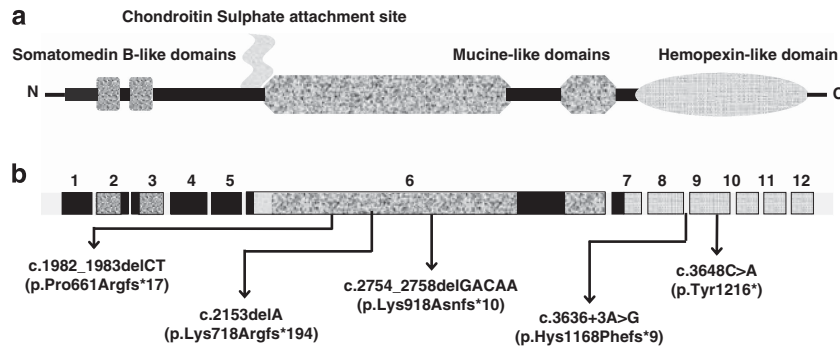 a
Chondroitin Sulphate attachment site
Somatomedin B-like domains
Mucine-like domains
Hemopexin-like domain
N
C
b
1 2 3 4 5 6 7 8 9 10 11 12
c.1982_1983delCT
(p.Pro661Argfs*17)
c.2153delA
(p.Lys718Argfs*194)
c.2754_2758delGACAA
(p.Lys918Asnfs*10)
c.3636+3A>G
(p.Hys1168Phefs*9)
c.3648C>A
(p.Tyr1216*)